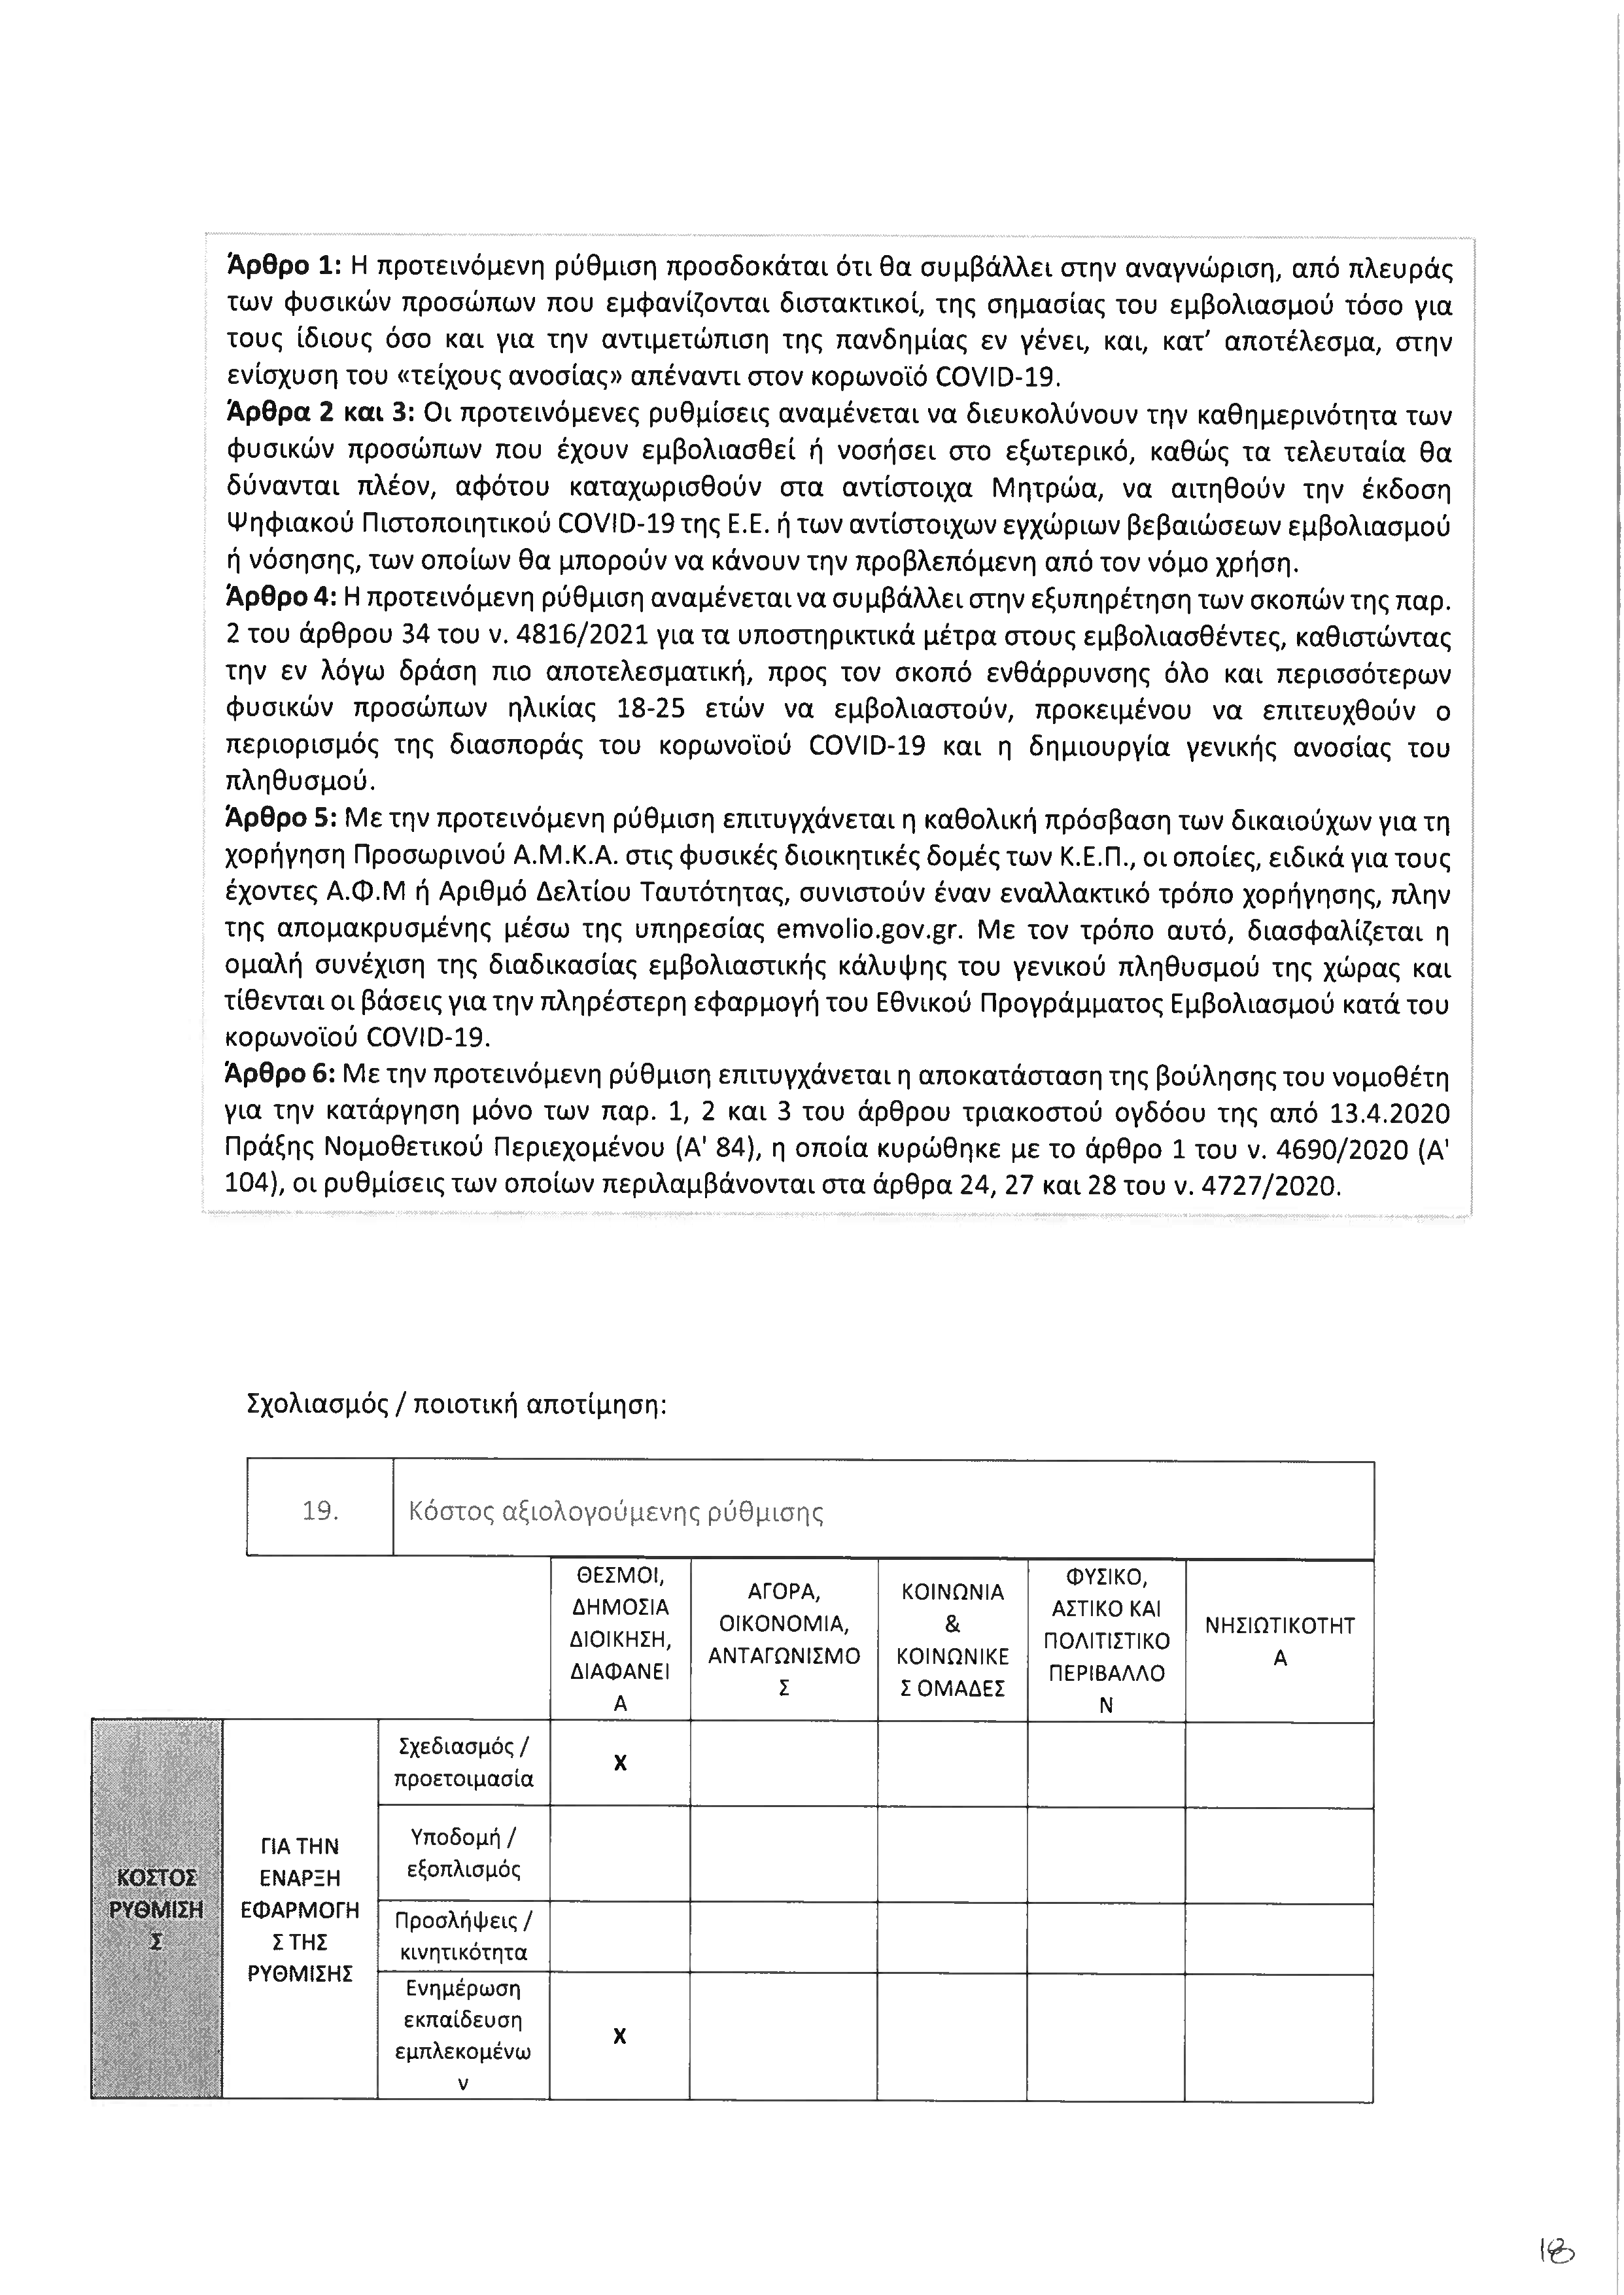 Άρθρο 1: Η προτεινόμενη ρύθμιση προσδοκάται ότι θα συμβάλλει στην αναγνώριση, από πλευράς
των φυσικών προσώπων που εμφανίζονται διστακτικοί, της σημασίας του εμβολιασμού τόσο για
τους ίδιους όσο και για την αντιμετώπιση της πανδημίας εν γένει, και, κατ' αποτέλεσμα, στην
ενίσχυση του «τείχους ανοσίας» απέναντι στον κορωνοϊό COVID-19.
Άρθρα 2 και 3: Οι προτεινόμενες ρυθμίσεις αναμένεται να διευκολύνουν την καθημερινότητα των
φυσικών προσώπων που έχουν εμβολιασθεί ή νοσήσει στο εξωτερικό, καθώς τα τελευταία θα
δύνανται πλέον, αφότου καταχωρισθούν στα αντίστοιχα Μητρώα, να αιτηθούν την έκδοση
Ψηφιακού Πιστοποιητικού COVID-19 της Ε.Ε. ή των αντίστοιχων εγχώριων βεβαιώσεων εμβολιασμού
ή νόσησης, των οποίων θα μπορούν να κάνουν την προβλεπόμενη από τον νόμο χρήση.
Άρθρο 4: Η προτεινόμενη ρύθμιση αναμένεται να συμβάλλει στην εξυπηρέτηση των σκοπών της παρ.
2 του άρθρου 34 του ν. 4816/2021 για τα υποστηρικτικά μέτρα στους εμβολιασθέντες, καθιστώντας
την εν λόγω δράση πιο αποτελεσματική, προς τον σκοπό ενθάρρυνσης όλο και περισσότερων
φυσικών προσώπων ηλικίας 18-25 ετών να εμβολιαστούν, προκειμένου να επιτευχθούν ο
περιορισμός της διασποράς του κορωνοϊού COVID-19 και η δημιουργία γενικής ανοσίας του
πληθυσμού.
Άρθρο 5: Με την προτεινόμενη ρύθμιση επιτυγχάνεται η καθολική πρόσβαση των δικαιούχων για τη
χορήγηση Προσωρινού Α.Μ.Κ.Α. στις φυσικές διοικητικές δομές των Κ.Ε.Π., οι οποίες, ειδικά για τους
έχοντες Α.Φ.Μ ή Αριθμό Δελτίου Ταυτότητας, συνιστούν έναν εναλλακτικό τρόπο χορήγησης, πλην
της απομακρυσμένης μέσω της υπηρεσίας emvolio.gov.gr. Με τον τρόπο αυτό, διασφαλίζεται η
ομαλή συνέχιση της διαδικασίας εμβολιαστικής κάλυψης του γενικού πληθυσμού της χώρας και
τίθενται οι βάσεις για την πληρέστερη εφαρμογή του Εθνικού Προγράμματος Εμβολιασμού κατά του
κορωνοϊού COVID-19.
Άρθρο 6: Με την προτεινόμενη ρύθμιση επιτυγχάνεται η αποκατάσταση της βούλησης του νομοθέτη
για την κατάργηση μόνο των παρ. 1, 2 και 3 του άρθρου τριακοστού ογδόου της από 13.4.2020
Πράξης Νομοθετικού Περιεχομένου (Α' 84), η οποία κυρώθηκε με το άρθρο 1 του ν. 4690/2020 (Α'
104), οι ρυθμίσεις των οποίων περιλαμβάνονται στα άρθρα 24, 27 και 28 του ν. 4727/2020.
Σχολιασμός / ποιοτική αποτίμηση:
19. Κόστος αξιολογούμενης ρύθμισης
ΘΕΣΜΟΙ,
ΔΗΜΟΣΙΑ
ΔΙΟΙΚΗΣΗ,
ΔΙΑΦΑΝΕΙ
Α
ΑΓΟΡΑ,
ΟΙΚΟΝΟΜΙΑ,
ΑΝΤΑΓΩΝΙΣΜΟ
Σ
ΚΟΙΝΩΝΙΑ
&
ΚΟΙΝΩΝΙΚΕ
Σ ΟΜΑΔΕΣ
ΦΥΣΙΚΟ,
ΑΣΤΙΚΟ ΚΑΙ
ΠΟΛΙΤΙΣΤΙΚΟ
ΠΕΡΙΒΑΛΛΟ
Ν
ΝΗΣΙΩΤΙΚΟΤΗΤ
Α
ΚΟΣΤΟΣ
ΡΥΘΜΙΣΗ
Σ
ΓΙΑ ΤΗΝ
ΕΝΑΡΞΗ
ΕΦΑΡΜΟΓΗ
Σ ΤΗΣ
ΡΥΘΜΙΣΗΣ
Σχεδιασμός /
προετοιμασία
Χ
Υποδομή /
εξοπλισμός
Προσλήψεις /
κινητικότητα
Ενημέρωση
εκπαίδευση
εμπλεκομένω
ν
Χ
18